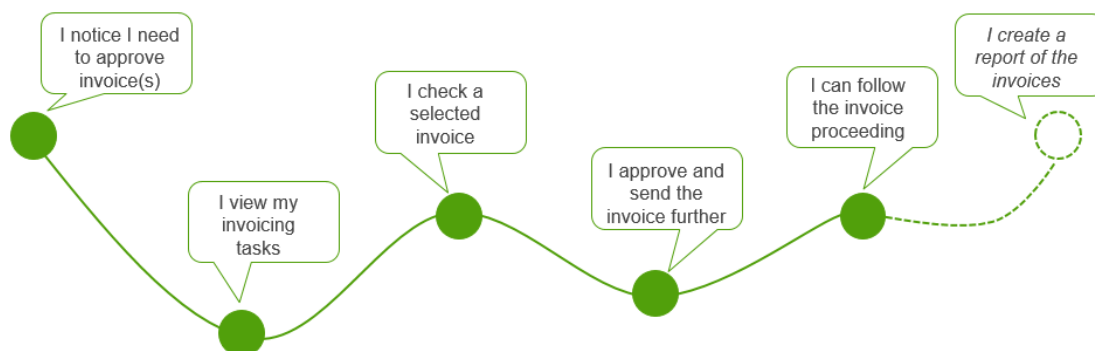 I notice I need
to approve
invoice(s)
I view my
invoicing
tasks
I check a
selected
invoice
I approve and
send the
invoice further
I can follow
the invoice
proceeding
I create a
report of the
invoices